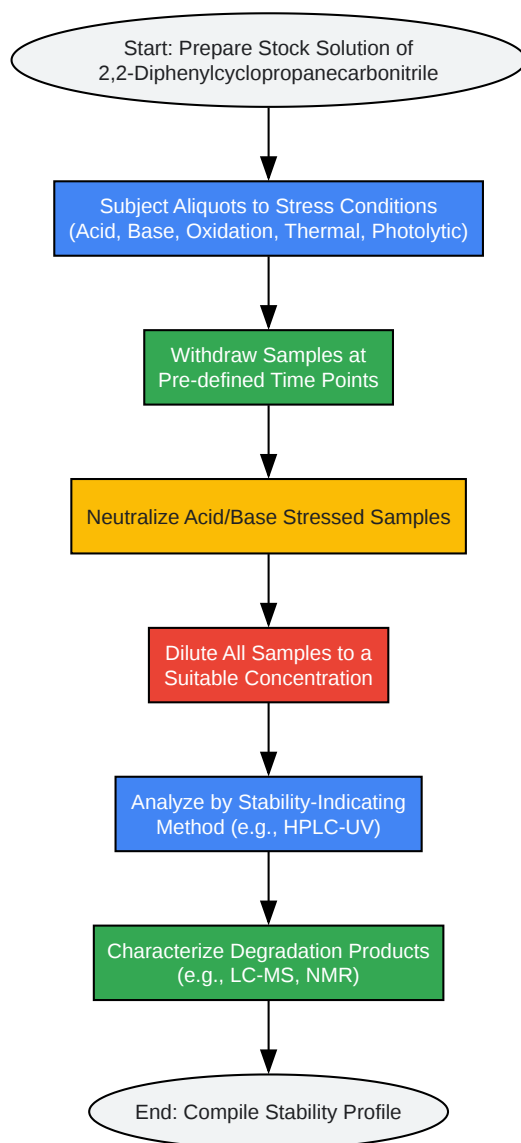 Start: Prepare Stock Solution of
2,2-Diphenylcyclopropanecarbonitrile
Subject Aliquots to Stress Conditions
(Acid, Base, Oxidation, Thermal, Photolytic)
Withdraw Samples at
Pre-defined Time Points
Neutralize Acid/Base Stressed Samples
Dilute All Samples to a
Suitable Concentration
Analyze by Stability-Indicating
Method (e.g., HPLC-UV)
Characterize Degradation Products
(e.g., LC-MS, NMR)
End: Compile Stability Profile